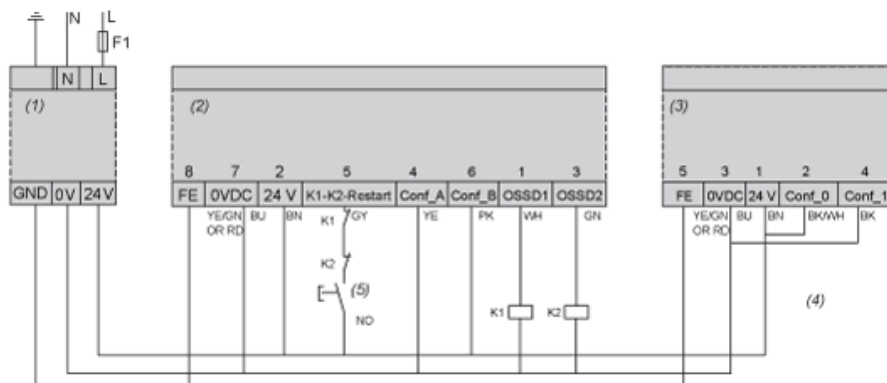 N L
F1
N L
(1) (2) (3)
8 7 2 5 4 6 1 3 5 3 1 2 4
GND 0V 24V FE 0VDC 24 V K1-K2-Restart Conf_A Conf_B OSSD1 OSSD2 FE 0VDC 24 V Conf_0 Conf_1
YE/GN BU BN K1 GY YE PK WH GN YE/GN BU BN BK/WH BK
OR RD OR RD
K2
(5) (4)
NO K1 K2